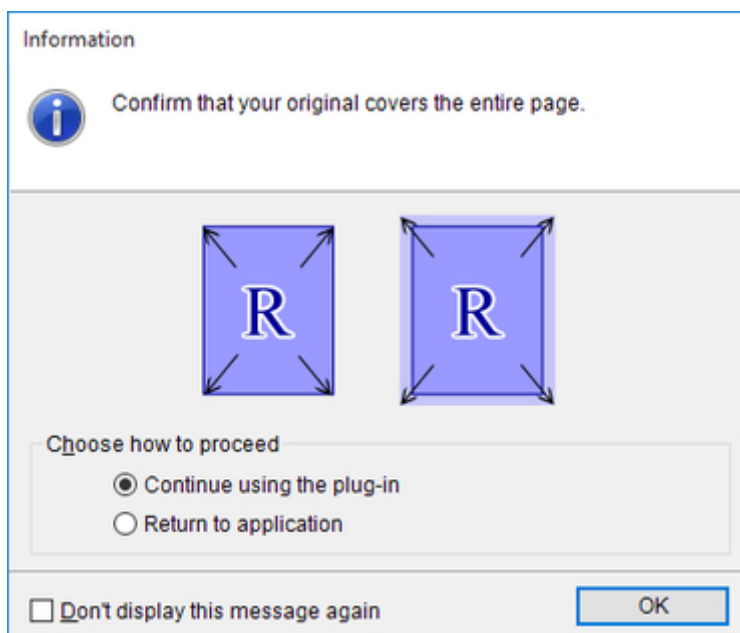 Information
Confirm that your original covers the entire page.
R R
Choose how to proceed
Continue using the plug-in
Return to application
Don't display this message again
OK